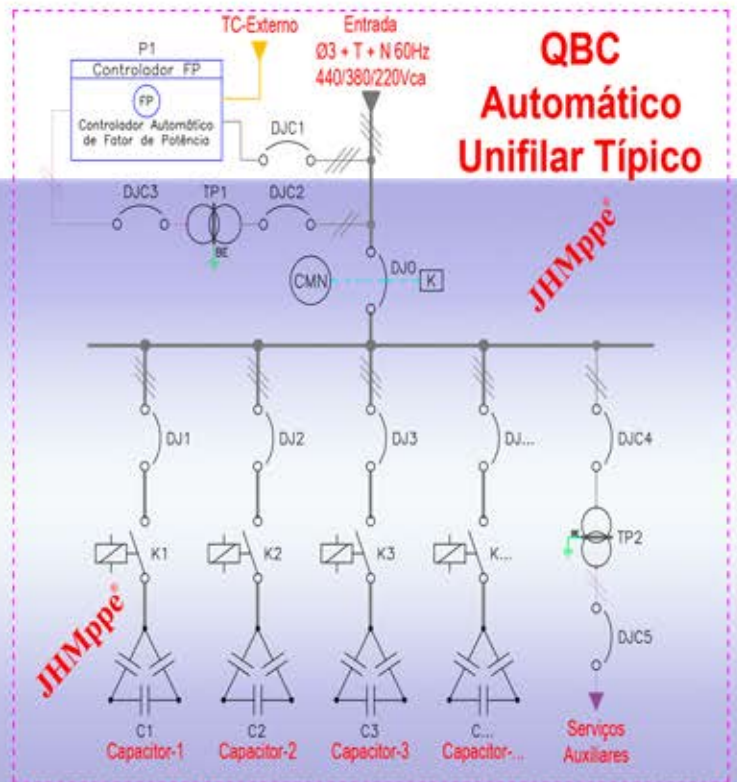 P1
TC-Externo
Entrada
Ø3 + T + N 60Hz
440/380/220Vca
QBC
Automático
Unifilar Típico
Controlador FP
FP
Controlador Automático
de Fator de Potência
DJC1
DJC3
TP1
DJC2
BE
CMN
DJ0
K
JHMppe®
DJ1
DJ2
DJ3
DJ...
DJC4
K1
K2
K3
K...
TP2
JHMppe®
DJC5
C1
C2
C3
C...
Capacitor-1
Capacitor-2
Capacitor-3
Capacitor-...
Serviços
Auxiliares